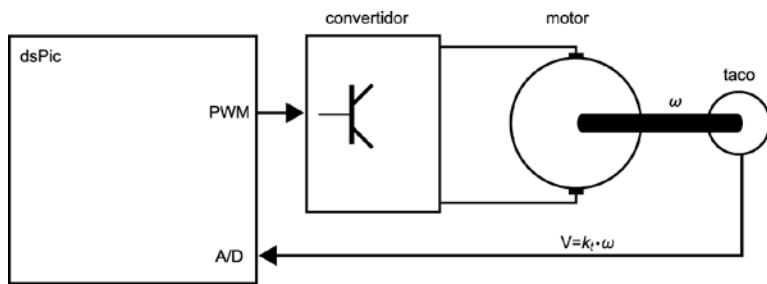 convertidor
motor
dsPic
taco
PWM
ω
V=kₜ·ω
A/D